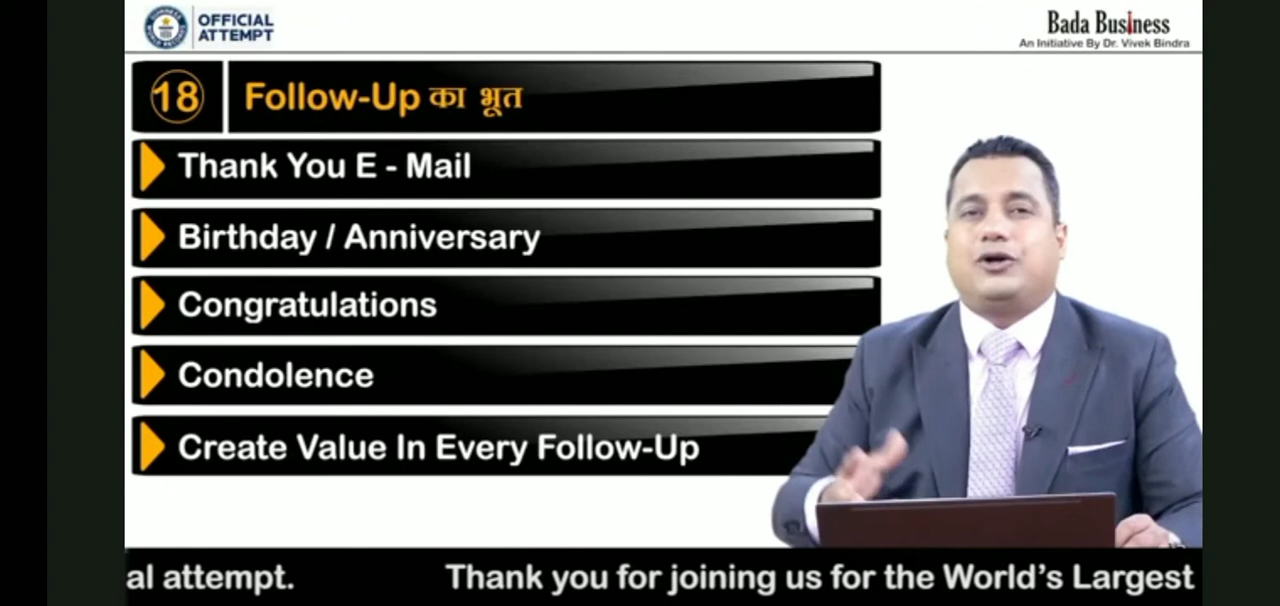 OFFICIAL
ATTEMPT
Bada Business
An Initiative By Dr. Vivek Bindra
18 Follow-Up का भूत
Thank You E - Mail
Birthday / Anniversary
Congratulations
Condolence
Create Value In Every Follow-Up
al attempt. Thank you for joining us for the World's Largest